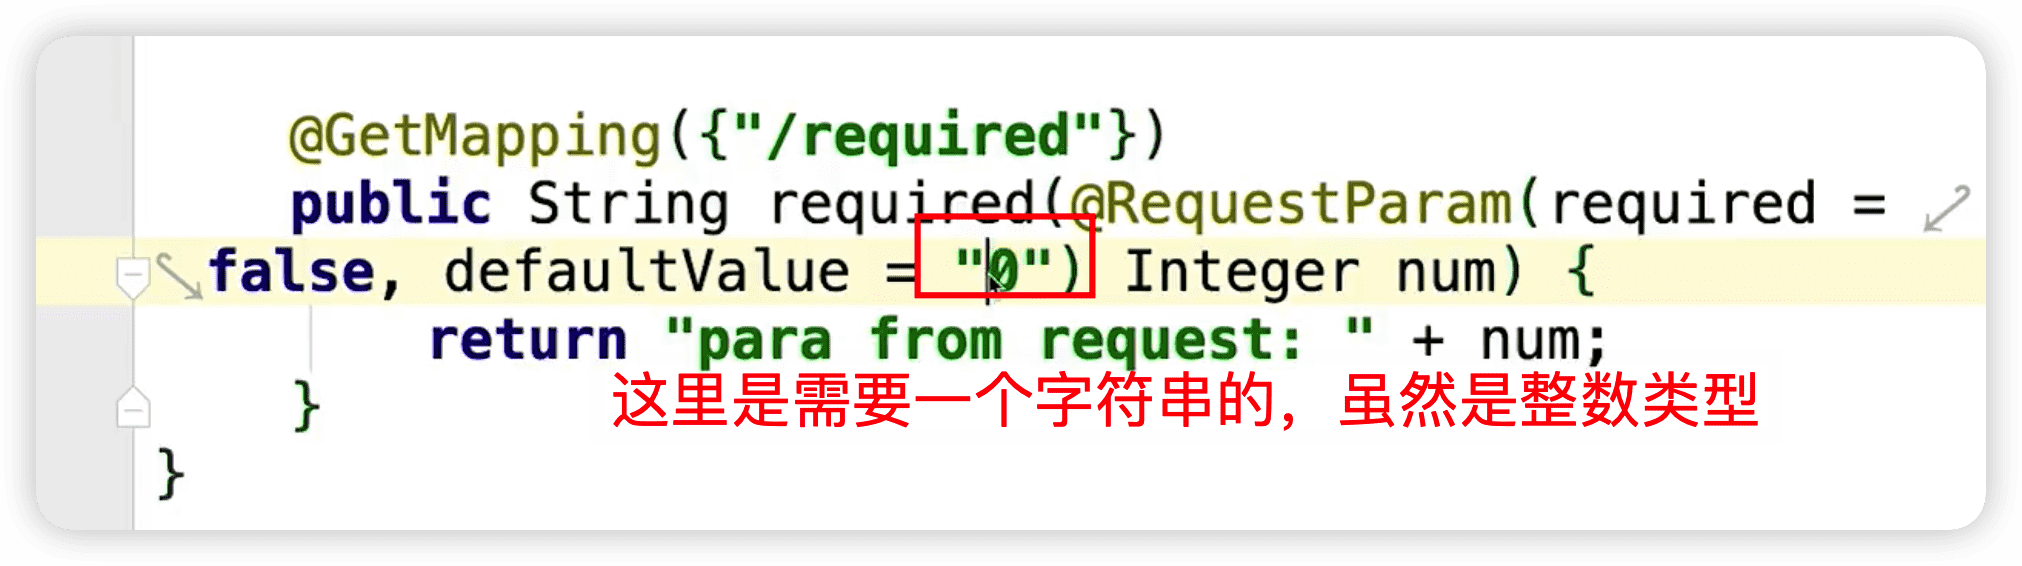 @GetMapping({"/required"})
public String required(@RequestParam(required =
false, defaultValue = "0") Integer num) {
return "para from request: " + num;
这里是需要一个字符串的，虽然是整数类型
}
}